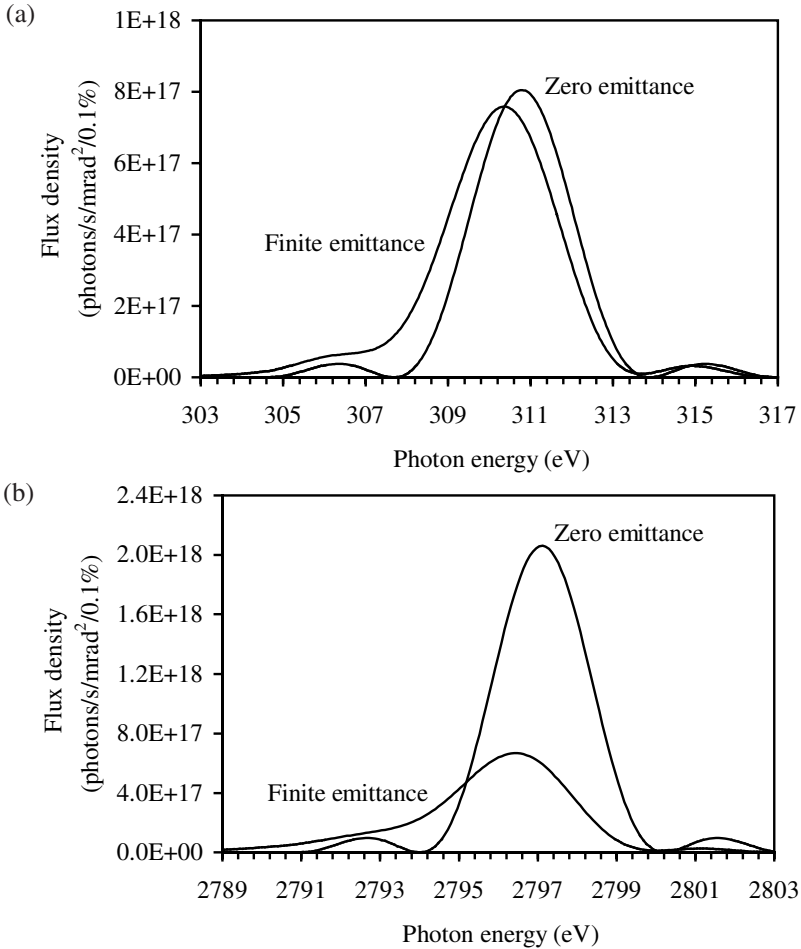 (a)
1E+18
8E+17
6E+17
4E+17
2E+17
0E+00
Flux density
(photons/s/mrad²/0.1%)
Zero emittance
Finite emittance
303 305 307 309 311 313 315 317
Photon energy (eV)
(b)
2.4E+18
2.0E+18
1.6E+18
1.2E+18
8.0E+17
4.0E+17
0.0E+00
Flux density
(photons/s/mrad²/0.1%)
Zero emittance
Finite emittance
2789 2791 2793 2795 2797 2799 2801 2803
Photon energy (eV)